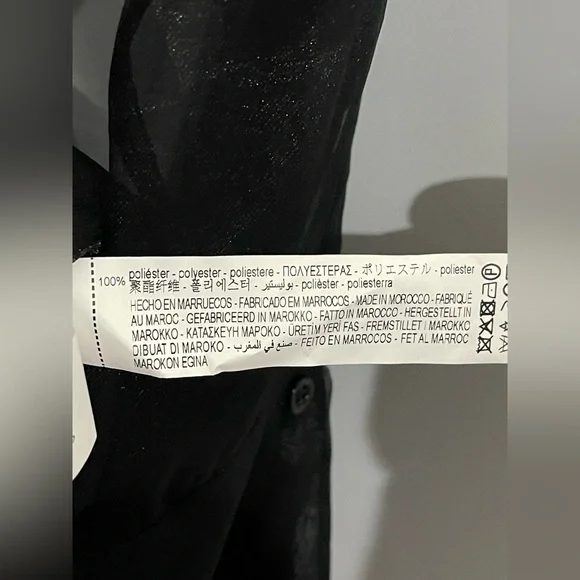 100% poliéster - polyester - poliestere - ΠΟΛΥΕΣΤΕΡΑΣ - ポリエステル - poliester
聚酯纤维 - 폴리에스터 - بوليستير - polièster - poliesterra
HECHO EN MARRUECOS - FABRICADO EM MARROCOS - MADE IN MOROCCO - FABRIQUÉ
AU MAROC - GEFABRICEERD IN MAROKKO - FATTO IN MAROCCO - HERGESTELLT IN
MAROKKO - ΚΑΤΑΣΚΕΥΗ ΜΑΡΟΚΟ - ÜRETİM YERİ FAS - FREMSTILLET I MAROKKO
DIBUAT DI MAROKO - صنع في المغرب - FEITO EN MARROCOS - FET AL MARROC
MAROKON EGINA